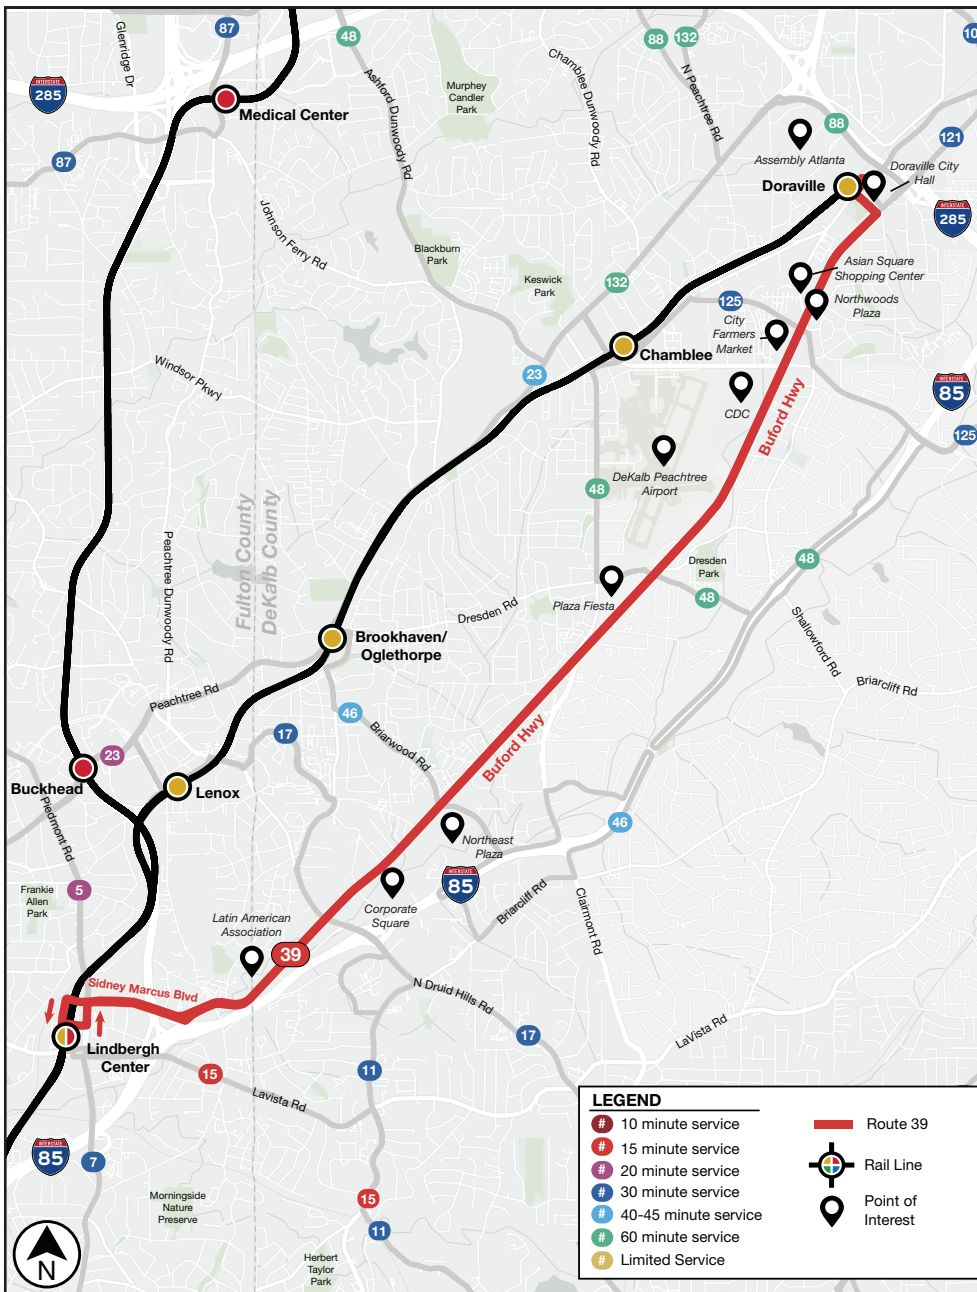 87
48
88
132
10
Glenridge Dr
INTERSTATE
285
Ashford Dunwoody Rd
Murphey
Candler
Park
Chamblee Dunwoody Rd
N Peachtree Rd
Medical Center
87
88
121
Assembly Atlanta
Doraville City
Hall
Doraville
INTERSTATE
285
Johnson Ferry Rd
Blackburn
Park
Keswick
Park
132
Asian Square
Shopping Center
125
Northwoods
Plaza
City
Farmers
Market
Chamblee
Windsor Pkwy
23
INTERSTATE
85
CDC
Buford Hwy
125
DeKalb Peachtree
Airport
48
Fulton County
DeKalb County
Peachtree Dunwoody Rd
Dresden
Park
48
Plaza Fiesta
48
Dresden Rd
Shallowford Rd
Brookhaven/
Oglethorpe
Briarcliff Rd
Peachtree Rd
46
Briarwood Rd
17
23
Buford Hwy
Buckhead
Lenox
Piedmont Rd
46
Northeast
Plaza
INTERSTATE
85
5
Frankie
Allen
Park
Corporate
Square
Briarcliff Rd
Clairmont Rd
Latin American
Association
39
Sidney Marcus Blvd
N Druid Hills Rd
17
LaVista Rd
Lindbergh
Center
15
11
Lavista Rd
INTERSTATE
85
7
15
11
Morningside
Nature
Preserve
Herbert
Taylor
Park
N
LEGEND
# 10 minute service
# 15 minute service
# 20 minute service
# 30 minute service
# 40-45 minute service
# 60 minute service
# Limited Service
Route 39
Rail Line
Point of
Interest